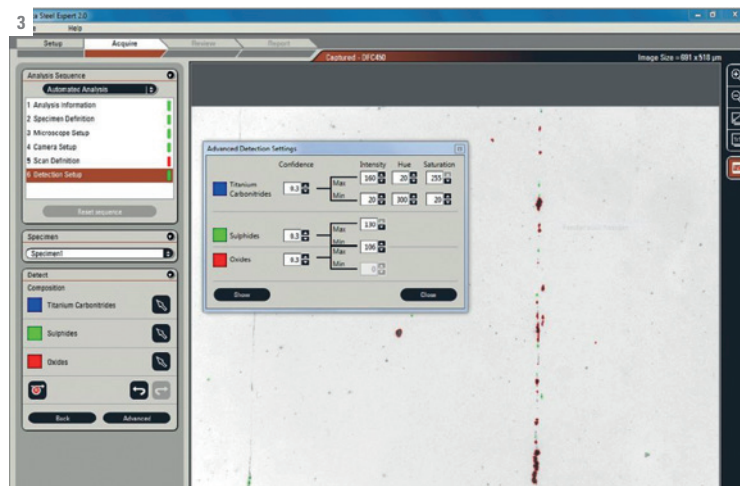 3
a Steel Expert 2.0
Help
Setup Acquire Review Report
Captured - DFC450 Image Size = 691 x 518 µm
Analysis Sequence
Automated Analysis
1 Analysis Information
2 Specimen Definition
3 Microscope Setup
4 Camera Setup
5 Scan Definition
6 Detection Setup
Reset sequence
Specimen
Specimen1
Detect
Composition
Titanium Carbontrides
Sulphides
Oxides
Back Advanced
Advanced Detection Settings
Confidence Intensity Hue Saturation
Titanium Carbonitrides 0.3 Max 160 20 255
Min 20 300 20
Sulphides 0.3 Max 130
Min 106
Oxides 0.3 Max
Min 0
Show Close